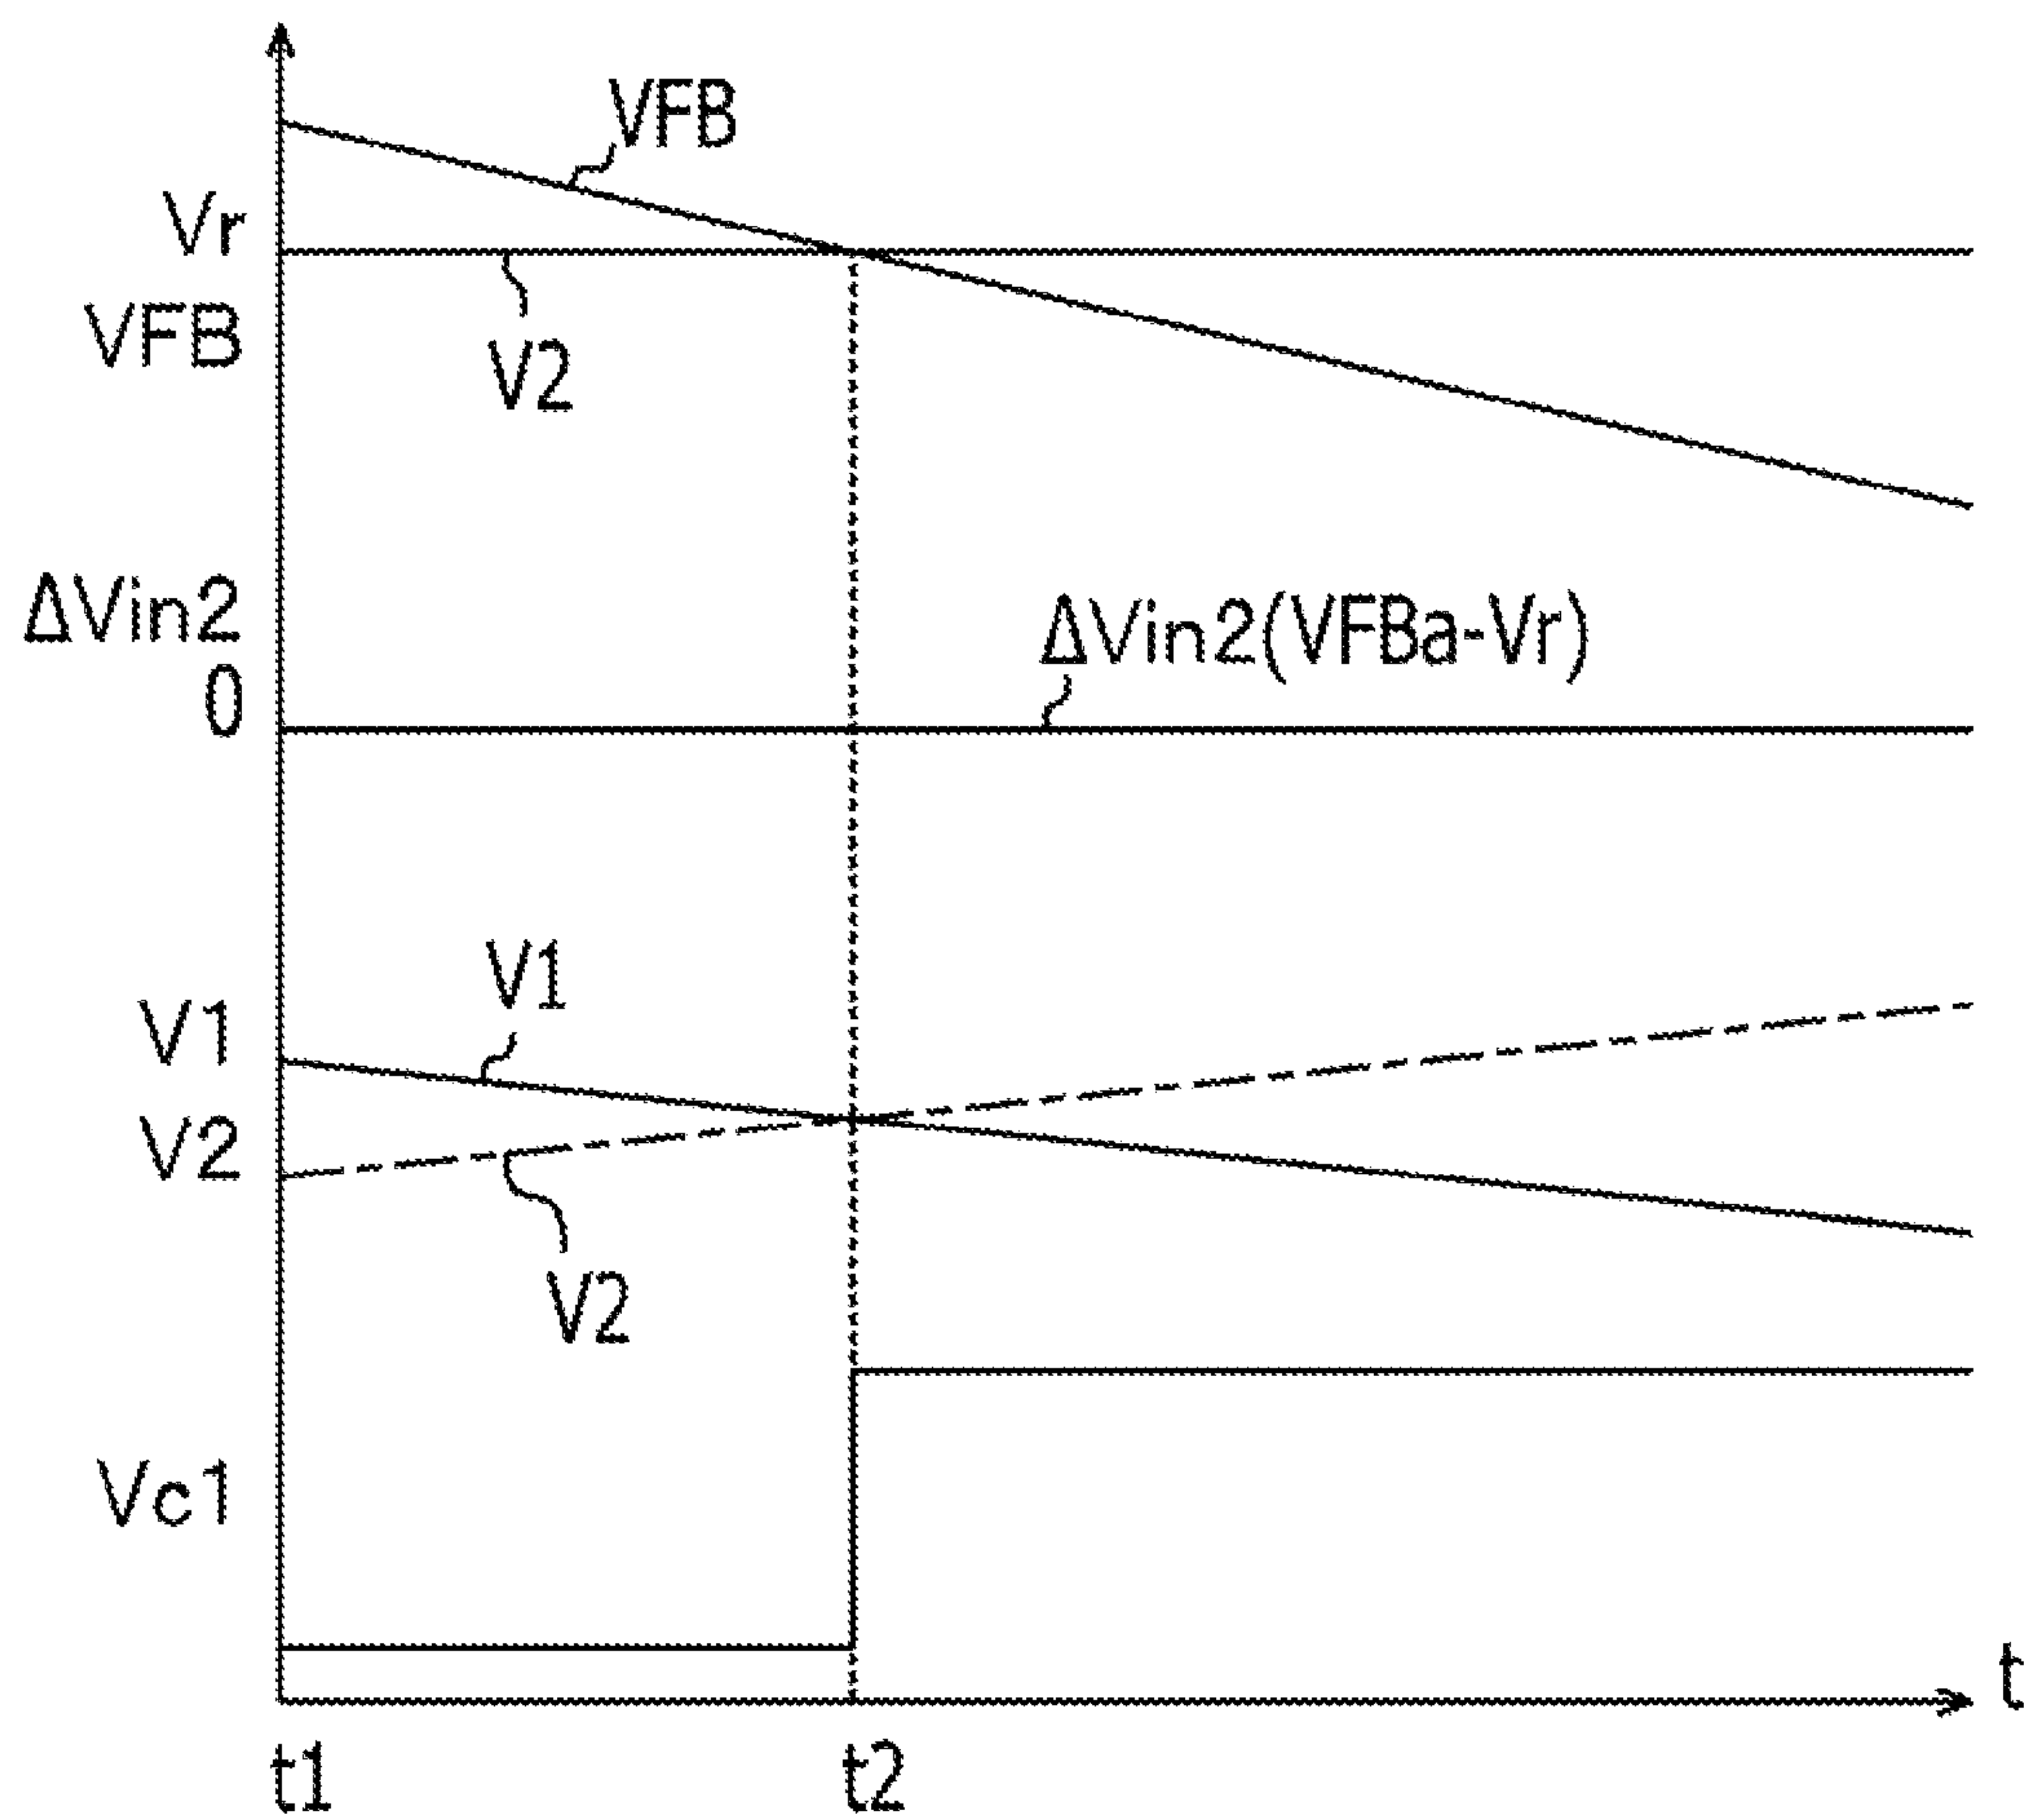 VFB
Vr
VFB
V2
ΔVin2
0
ΔVin2(VFBa-Vr)
V1
V1
V2
V2
Vc1
t
t1
t2